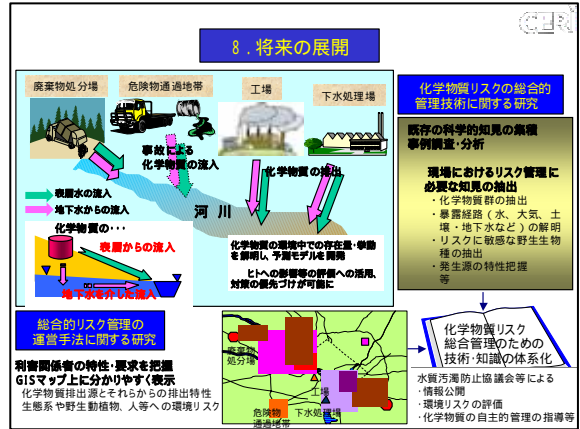 CERI
8．将来の展開
廃棄物処分場
危険物通過地帯
工場
下水処理場
事故による
化学物質の流入
化学物質の排出
表層水の流入
地下水からの流入
河川
化学物質の・・・
表層からの流入
地下水を介した流入
化学物質の環境中での存在量・挙動
を解明し、予測モデルを開発
ヒトへの影響等の評価への活用、
対策の優先づけが可能に
化学物質リスクの総合的
管理技術に関する研究
既存の科学的知見の集積
事例調査・分析
現場におけるリスク管理に
必要な知見の抽出
・化学物質群の抽出
・暴露経路（水、大気、土
壌・地下水など）の解明
・リスクに敏感な野生生物
種の抽出
・発生源の特性把握
等
総合的リスク管理の
運営手法に関する研究
利害関係者の特性・要求を把握
GISマップ上に分かりやすく表示
化学物質排出源とそれらからの排出特性
生態系や野生動植物、人等への環境リスク
廃棄物
処分場
工場
危険物
通過地帯
下水処理場
化学物質リスク
総合管理のための
技術・知識の体系化
水質汚濁防止協議会等による
・情報公開
・環境リスクの評価
・化学物質の自主的管理の指導等